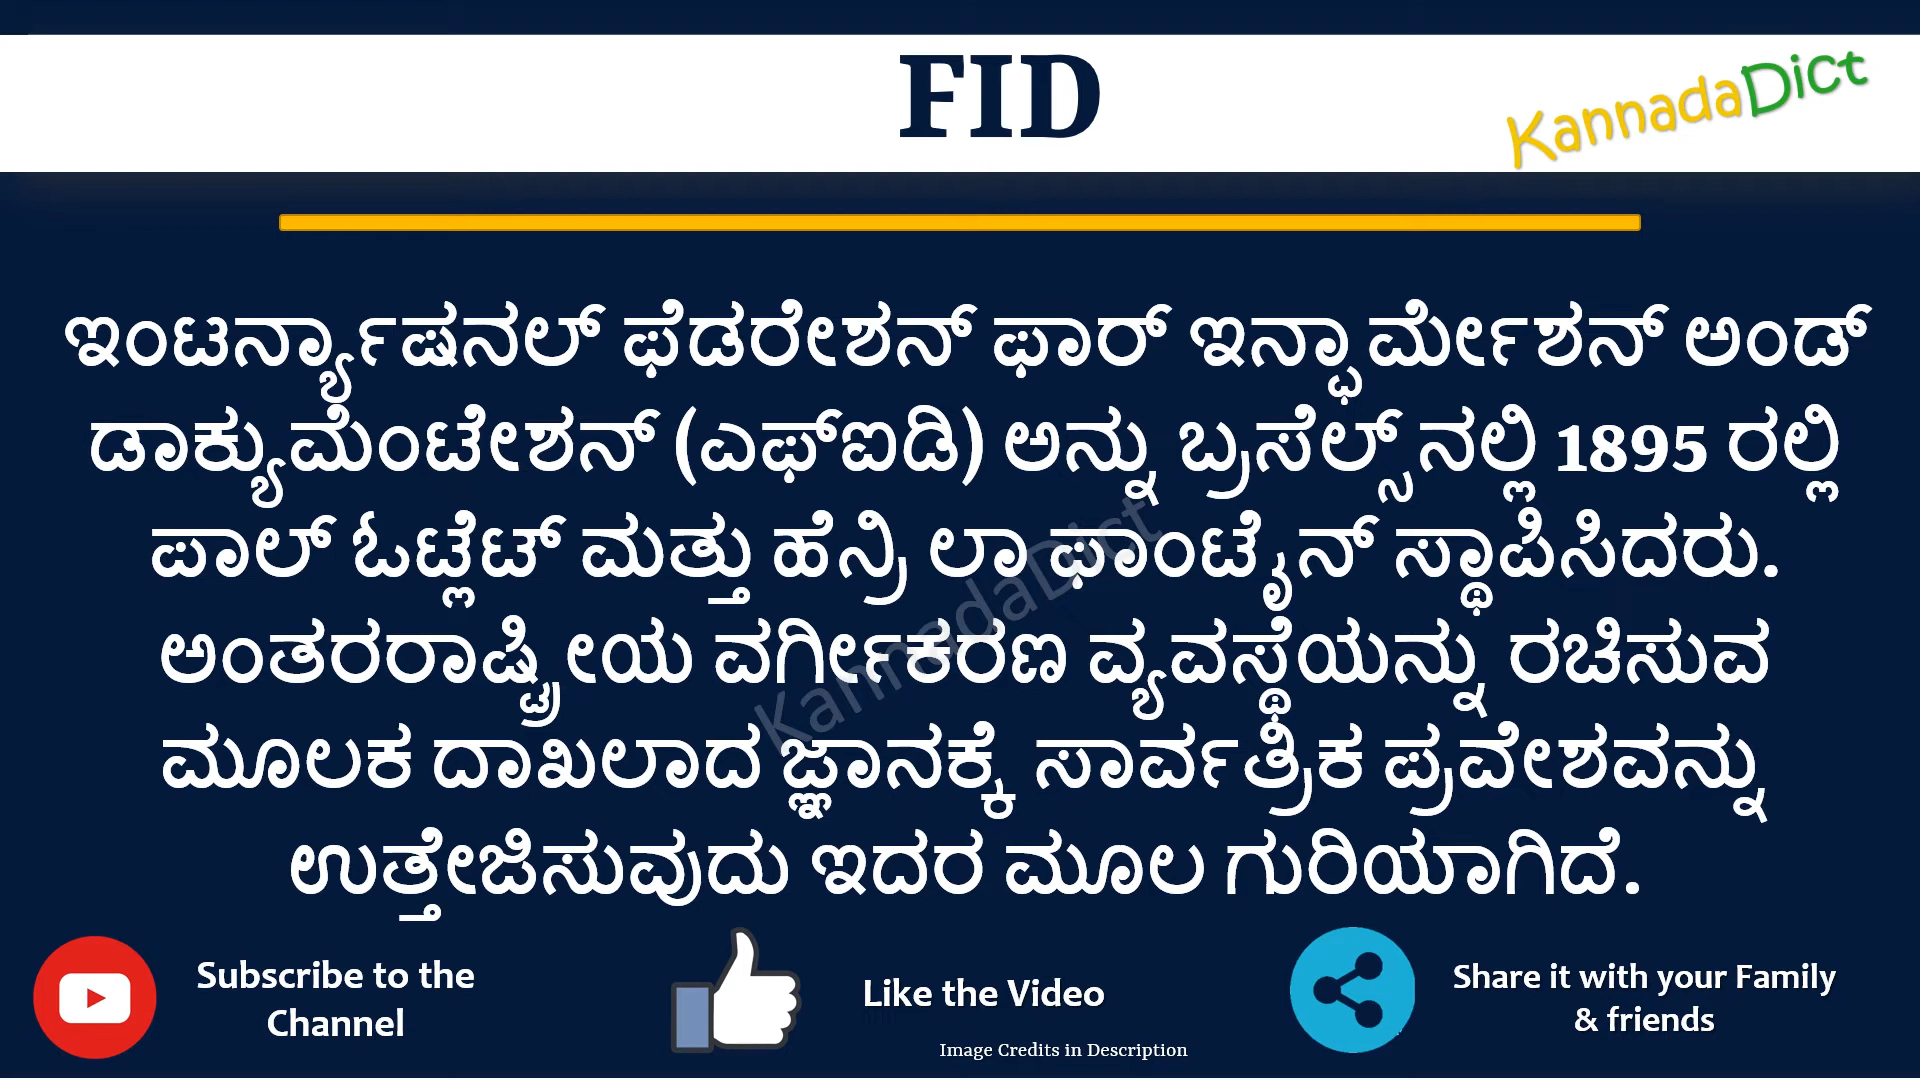 FID
KannadaDict
ಇಂಟರ್ನ್ಯಾಷನಲ್ ಫೆಡರೇಶನ್ ಫಾರ್ ಇನ್ಫಾರ್ಮೇಶನ್ ಅಂಡ್
ಡಾಕ್ಯುಮೆಂಟೇಶನ್ (ಎಫ್ಐಡಿ) ಅನ್ನು ಬ್ರಸೆಲ್ಸ್‌ನಲ್ಲಿ 1895 ರಲ್ಲಿ
ಪಾಲ್ ಓಟ್ಲೆಟ್ ಮತ್ತು ಹೆನ್ರಿ ಲಾ ಫಾಂಟೈನ್ ಸ್ಥಾಪಿಸಿದರು.
ಅಂತರರಾಷ್ಟ್ರೀಯ ವರ್ಗೀಕರಣ ವ್ಯವಸ್ಥೆಯನ್ನು ರಚಿಸುವ
ಮೂಲಕ ದಾಖಲಾದ ಜ್ಞಾನಕ್ಕೆ ಸಾರ್ವತ್ರಿಕ ಪ್ರವೇಶವನ್ನು
ಉತ್ತೇಜಿಸುವುದು ಇದರ ಮೂಲ ಗುರಿಯಾಗಿದೆ.
KannadaDict
Subscribe to the
Channel
Like the Video
Share it with your Family
& friends
Image Credits in Description